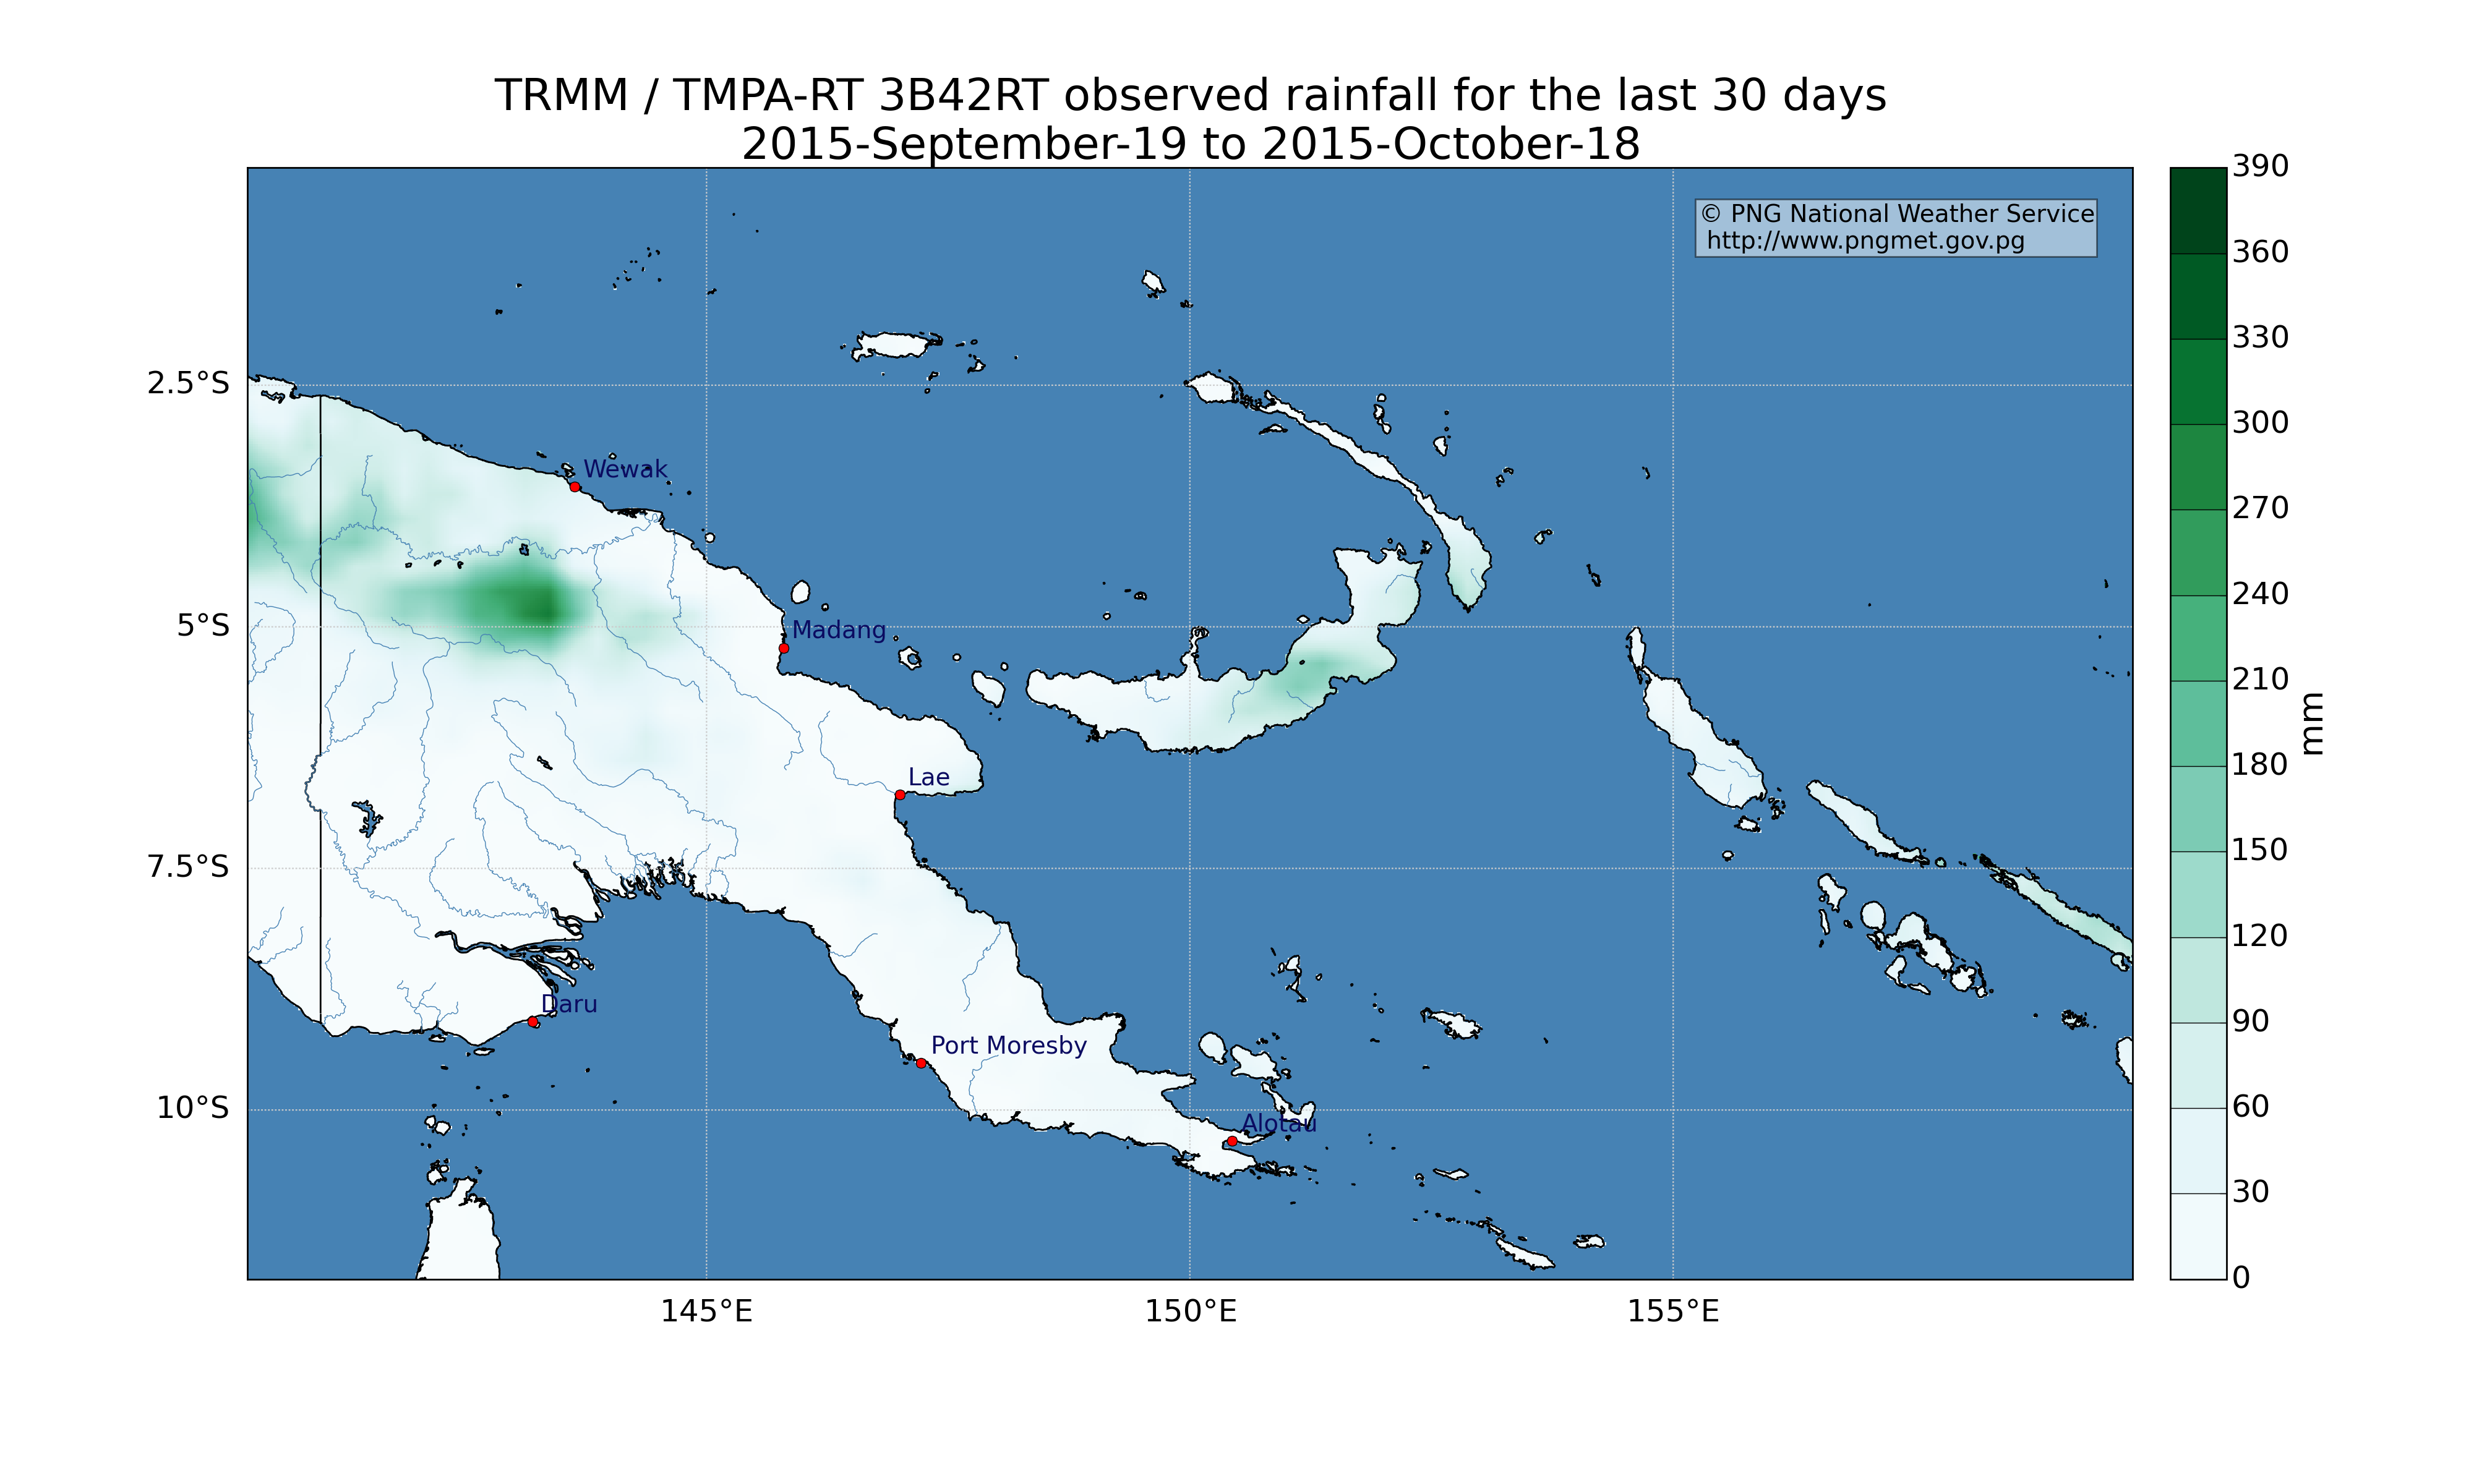 TRMM / TMPA-RT 3B42RT observed rainfall for the last 30 days
2015-September-19 to 2015-October-18
© PNG National Weather Service
http://www.pngmet.gov.pg
390
360
330
300
270
240
210
180
150
120
90
60
30
0
mm
2.5°S
5°S
7.5°S
10°S
Wewak
Madang
Lae
Daru
Port Moresby
Alotau
145°E
150°E
155°E